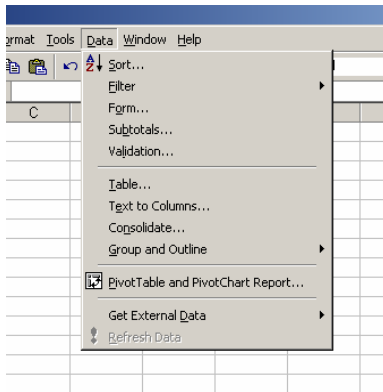 ormat Tools Data Window Help
Sort...
Filter
Form...
Subtotals...
Validation...
C
Table...
Text to Columns...
Consolidate...
Group and Outline
PivotTable and PivotChart Report...
Get External Data
Refresh Data